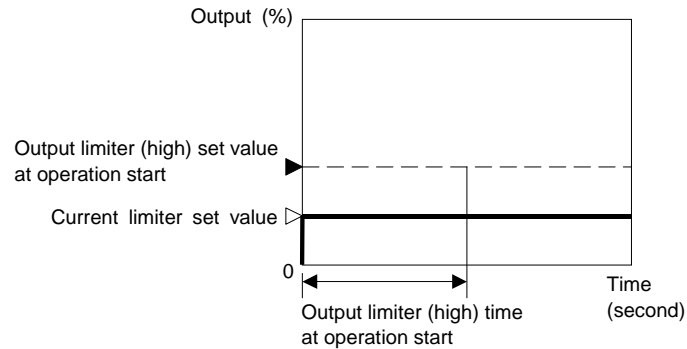 Output (%)
Output limiter (high) set value
at operation start
Current limiter set value
0
Time
(second)
Output limiter (high) time
at operation start